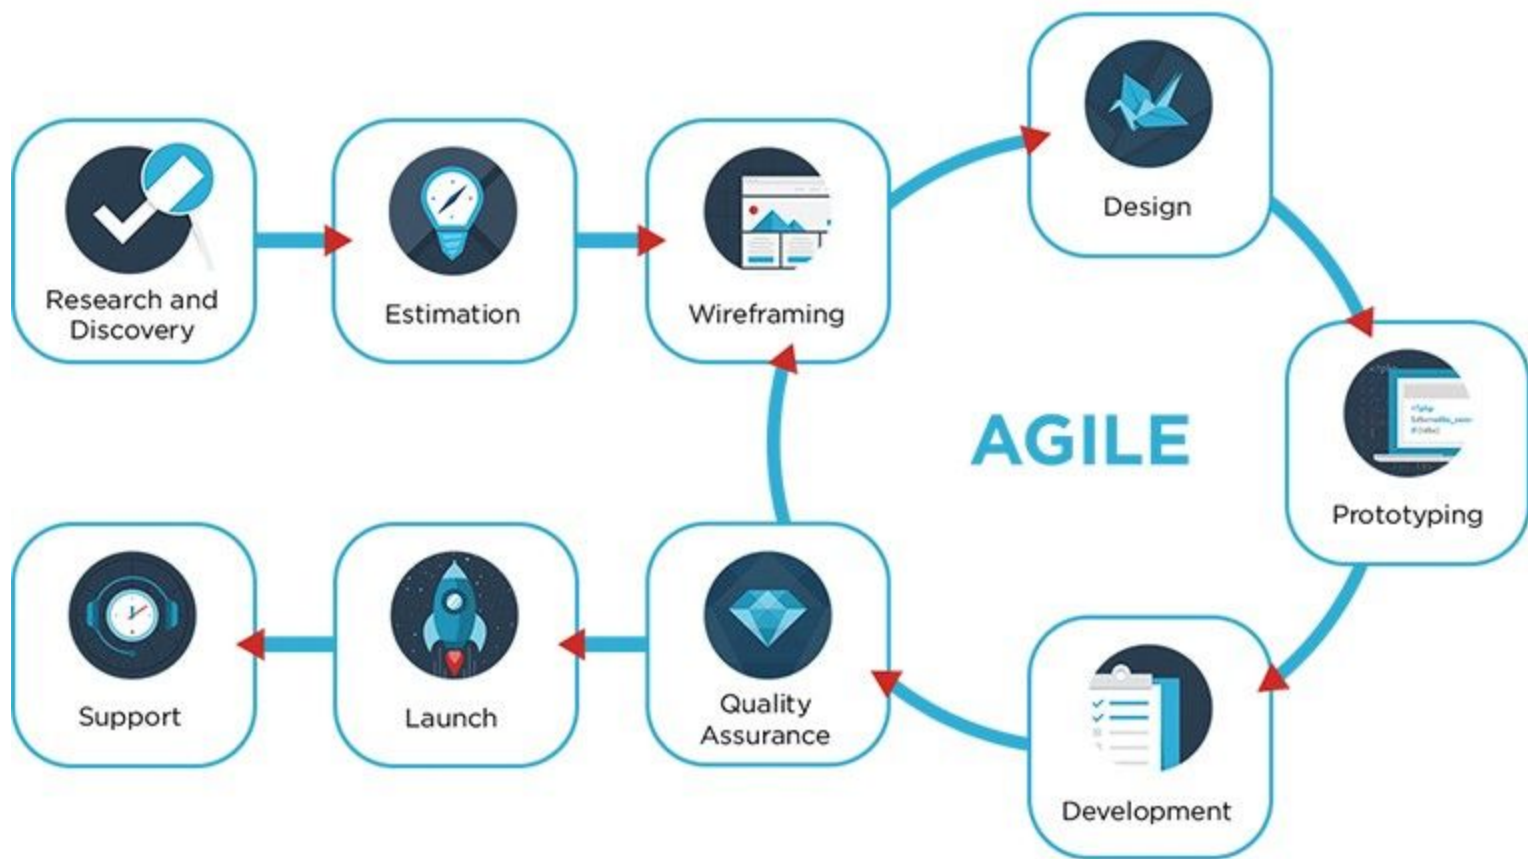 Research and
Discovery
Estimation
Wireframing
Design
AGILE
Prototyping
Development
Quality
Assurance
Launch
Support